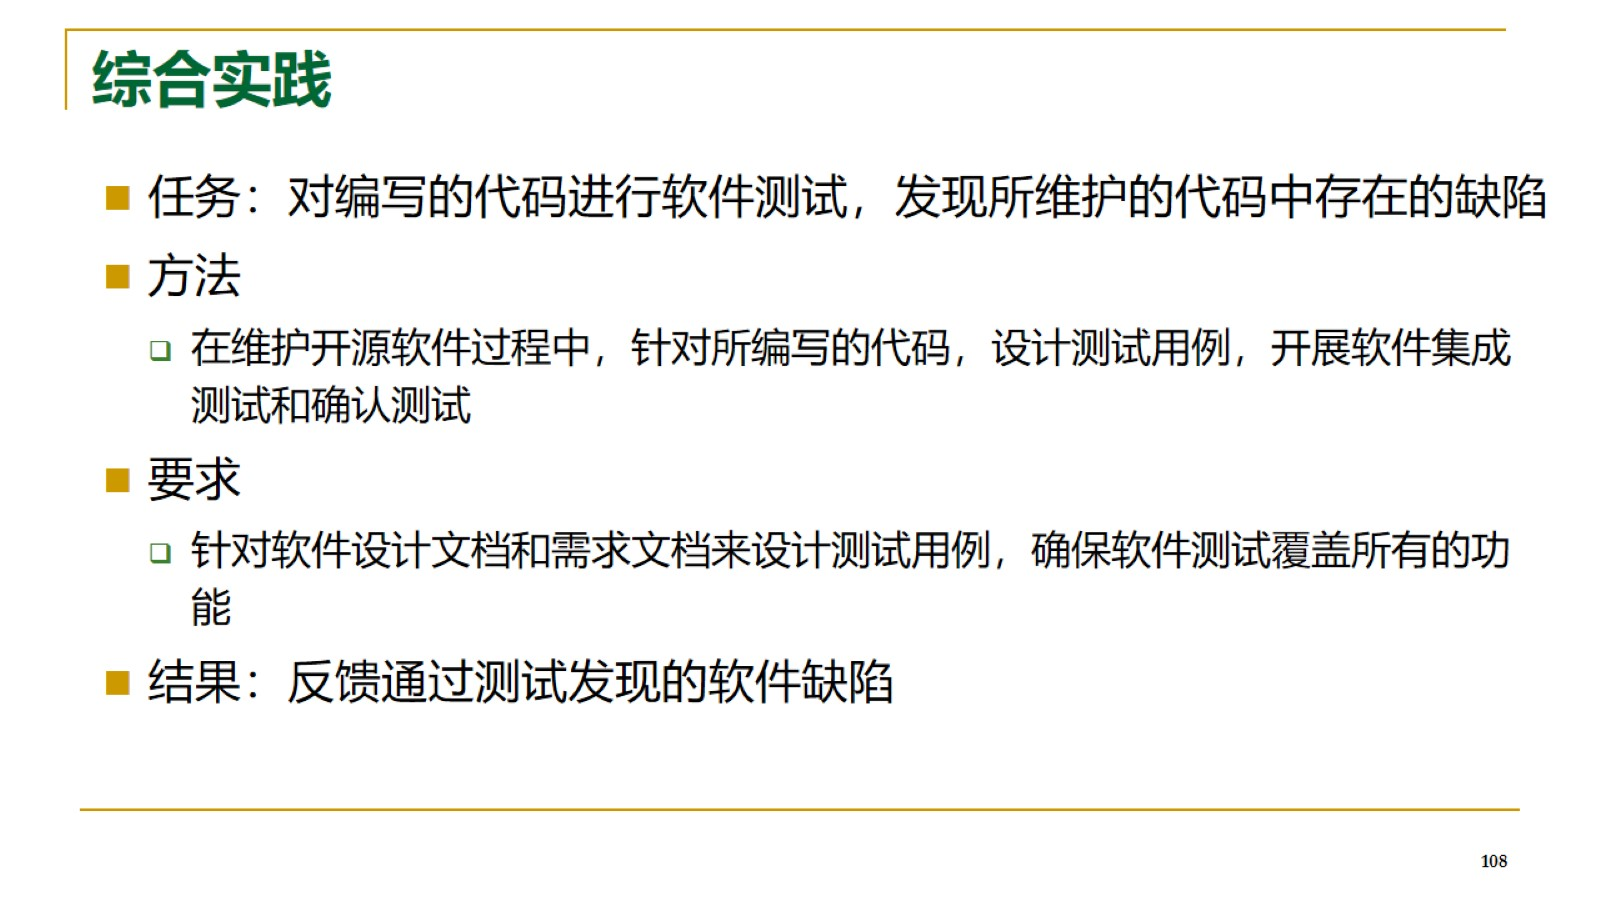 综合实践
任务：对编写的代码进行软件测试，发现所维护的代码中存在的缺陷
方法
在维护开源软件过程中，针对所编写的代码，设计测试用例，开展软件集成
测试和确认测试
要求
针对软件设计文档和需求文档来设计测试用例，确保软件测试覆盖所有的功
能
结果：反馈通过测试发现的软件缺陷
108